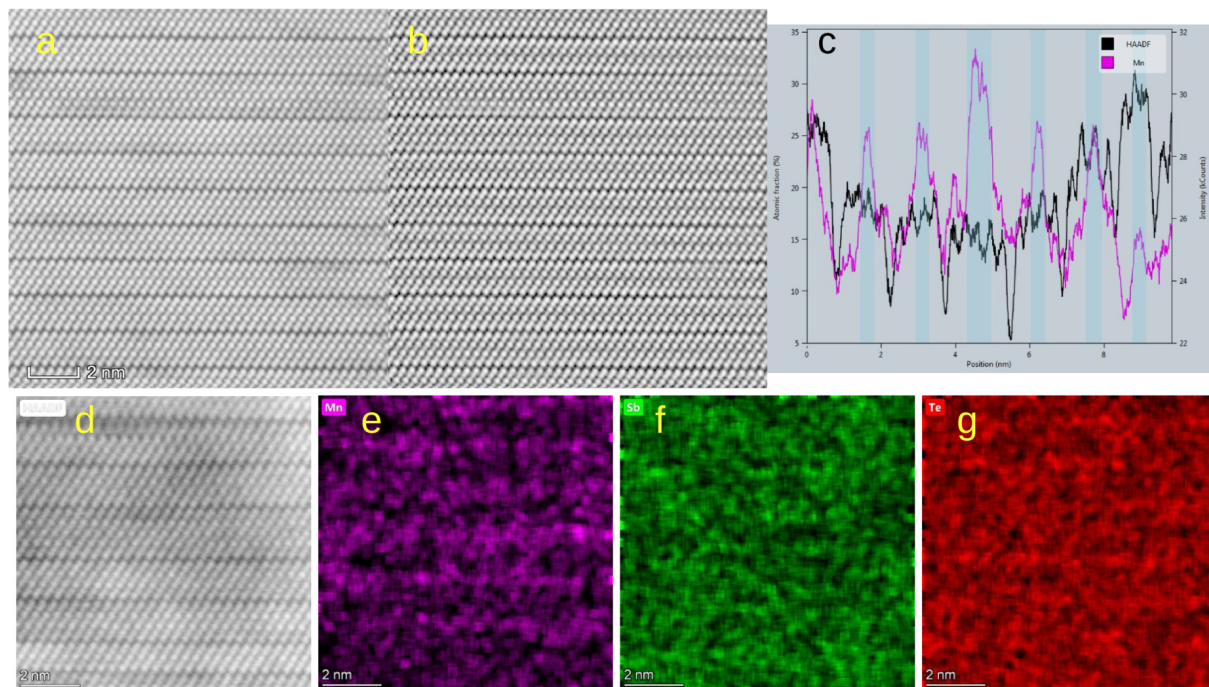 a
b
c
2 nm
35
30
25
20
15
10
5
Atomic fraction (%)
0
2
4
6
8
Position (nm)
32
30
28
26
24
22
Intensity (kCounts)
HAADF
Mn
HAADF
d
2 nm
Mn
e
2 nm
Sb
f
2 nm
Te
g
2 nm